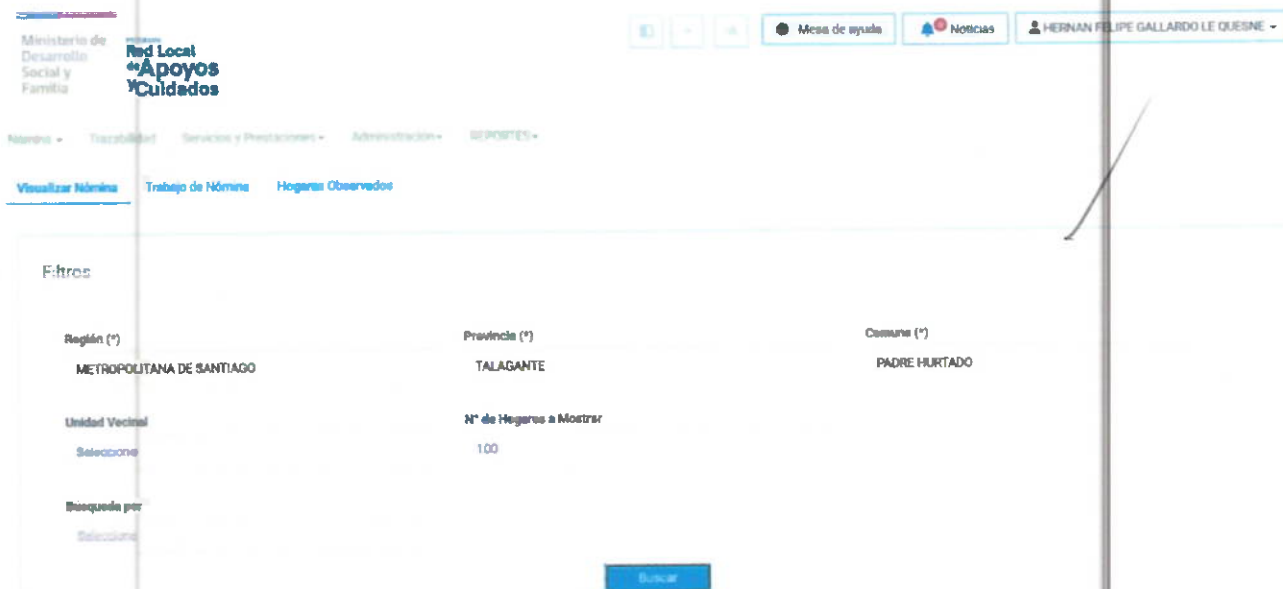 Ministerio de
Desarrollo
Social y
Familia
Red Local
de Apoyos
y Cuidados
Mesa de ayuda
Noticias
HERNAN FELIPE GALLARDO LE QUESNE
Nómina
Trazabilidad
Servicios y Prestaciones
Administración
REPORTES
Visualizar Nómina
Trabajo de Nómina
Hogares Observados
Filtros
Región (*)
Provincia (*)
Comuna (*)
METROPOLITANA DE SANTIAGO
TALAGANTE
PADRE HURTADO
Unidad Vecinal
N° de Hogares a Mostrar
Seleccione
100
Búsqueda por
Seleccione
Buscar